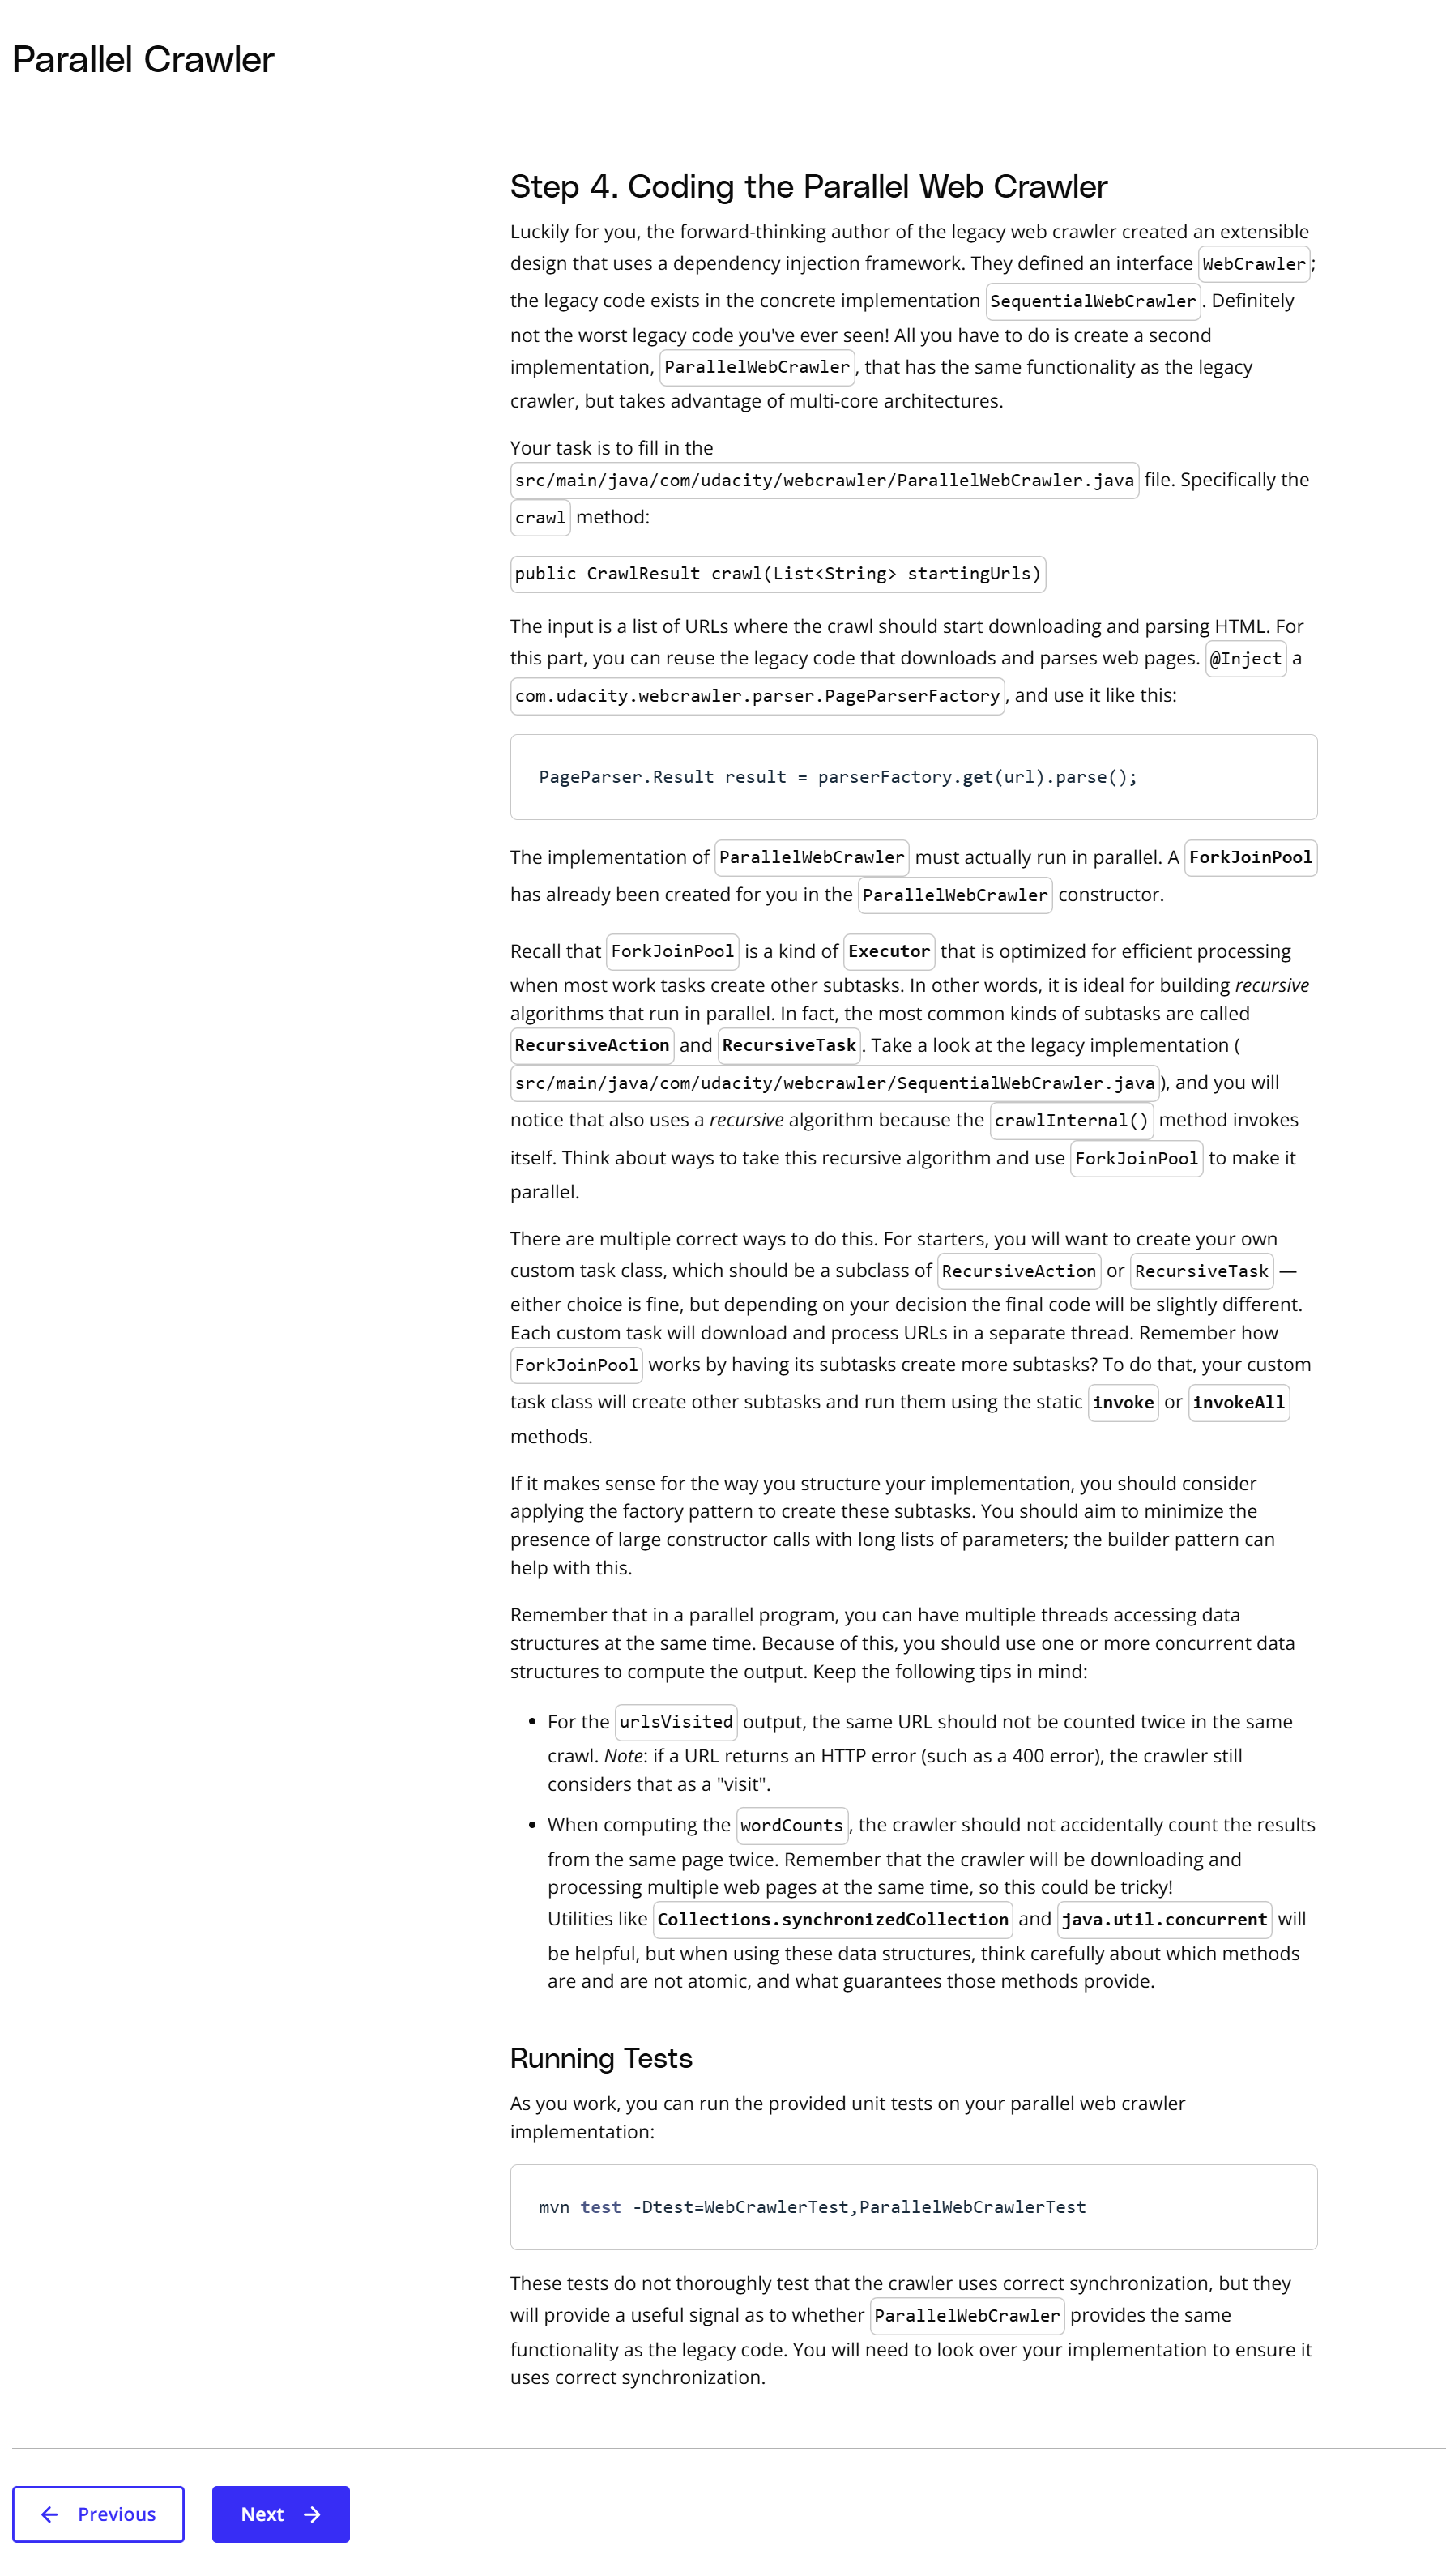 Parallel Crawler
Step 4. Coding the Parallel Web Crawler
Luckily for you, the forward-thinking author of the legacy web crawler created an extensible
design that uses a dependency injection framework. They defined an interface WebCrawler;
the legacy code exists in the concrete implementation SequentialWebCrawler. Definitely
not the worst legacy code you've ever seen! All you have to do is create a second
implementation, ParallelWebCrawler, that has the same functionality as the legacy
crawler, but takes advantage of multi-core architectures.
Your task is to fill in the
src/main/java/com/udacity/webcrawler/ParallelWebCrawler.java file. Specifically the
crawl method:
public CrawlResult crawl(List<String> startingUrls)
The input is a list of URLs where the crawl should start downloading and parsing HTML. For
this part, you can reuse the legacy code that downloads and parses web pages. @Inject a
com.udacity.webcrawler.parser.PageParserFactory, and use it like this:
PageParser.Result result = parserFactory.get(url).parse();
The implementation of ParallelWebCrawler must actually run in parallel. A ForkJoinPool
has already been created for you in the ParallelWebCrawler constructor.
Recall that ForkJoinPool is a kind of Executor that is optimized for efficient processing
when most work tasks create other subtasks. In other words, it is ideal for building recursive
algorithms that run in parallel. In fact, the most common kinds of subtasks are called
RecursiveAction and RecursiveTask. Take a look at the legacy implementation (
src/main/java/com/udacity/webcrawler/SequentialWebCrawler.java), and you will
notice that also uses a recursive algorithm because the crawlInternal() method invokes
itself. Think about ways to take this recursive algorithm and use ForkJoinPool to make it
parallel.
There are multiple correct ways to do this. For starters, you will want to create your own
custom task class, which should be a subclass of RecursiveAction or RecursiveTask —
either choice is fine, but depending on your decision the final code will be slightly different.
Each custom task will download and process URLs in a separate thread. Remember how
ForkJoinPool works by having its subtasks create more subtasks? To do that, your custom
task class will create other subtasks and run them using the static invoke or invokeAll
methods.
If it makes sense for the way you structure your implementation, you should consider
applying the factory pattern to create these subtasks. You should aim to minimize the
presence of large constructor calls with long lists of parameters; the builder pattern can
help with this.
Remember that in a parallel program, you can have multiple threads accessing data
structures at the same time. Because of this, you should use one or more concurrent data
structures to compute the output. Keep the following tips in mind:
• For the urlsVisited output, the same URL should not be counted twice in the same
crawl. Note: if a URL returns an HTTP error (such as a 400 error), the crawler still
considers that as a "visit".
• When computing the wordCounts, the crawler should not accidentally count the results
from the same page twice. Remember that the crawler will be downloading and
processing multiple web pages at the same time, so this could be tricky!
Utilities like Collections.synchronizedCollection and java.util.concurrent will
be helpful, but when using these data structures, think carefully about which methods
are and are not atomic, and what guarantees those methods provide.
Running Tests
As you work, you can run the provided unit tests on your parallel web crawler
implementation:
mvn test -Dtest=WebCrawlerTest,ParallelWebCrawlerTest
These tests do not thoroughly test that the crawler uses correct synchronization, but they
will provide a useful signal as to whether ParallelWebCrawler provides the same
functionality as the legacy code. You will need to look over your implementation to ensure it
uses correct synchronization.
← Previous
Next →